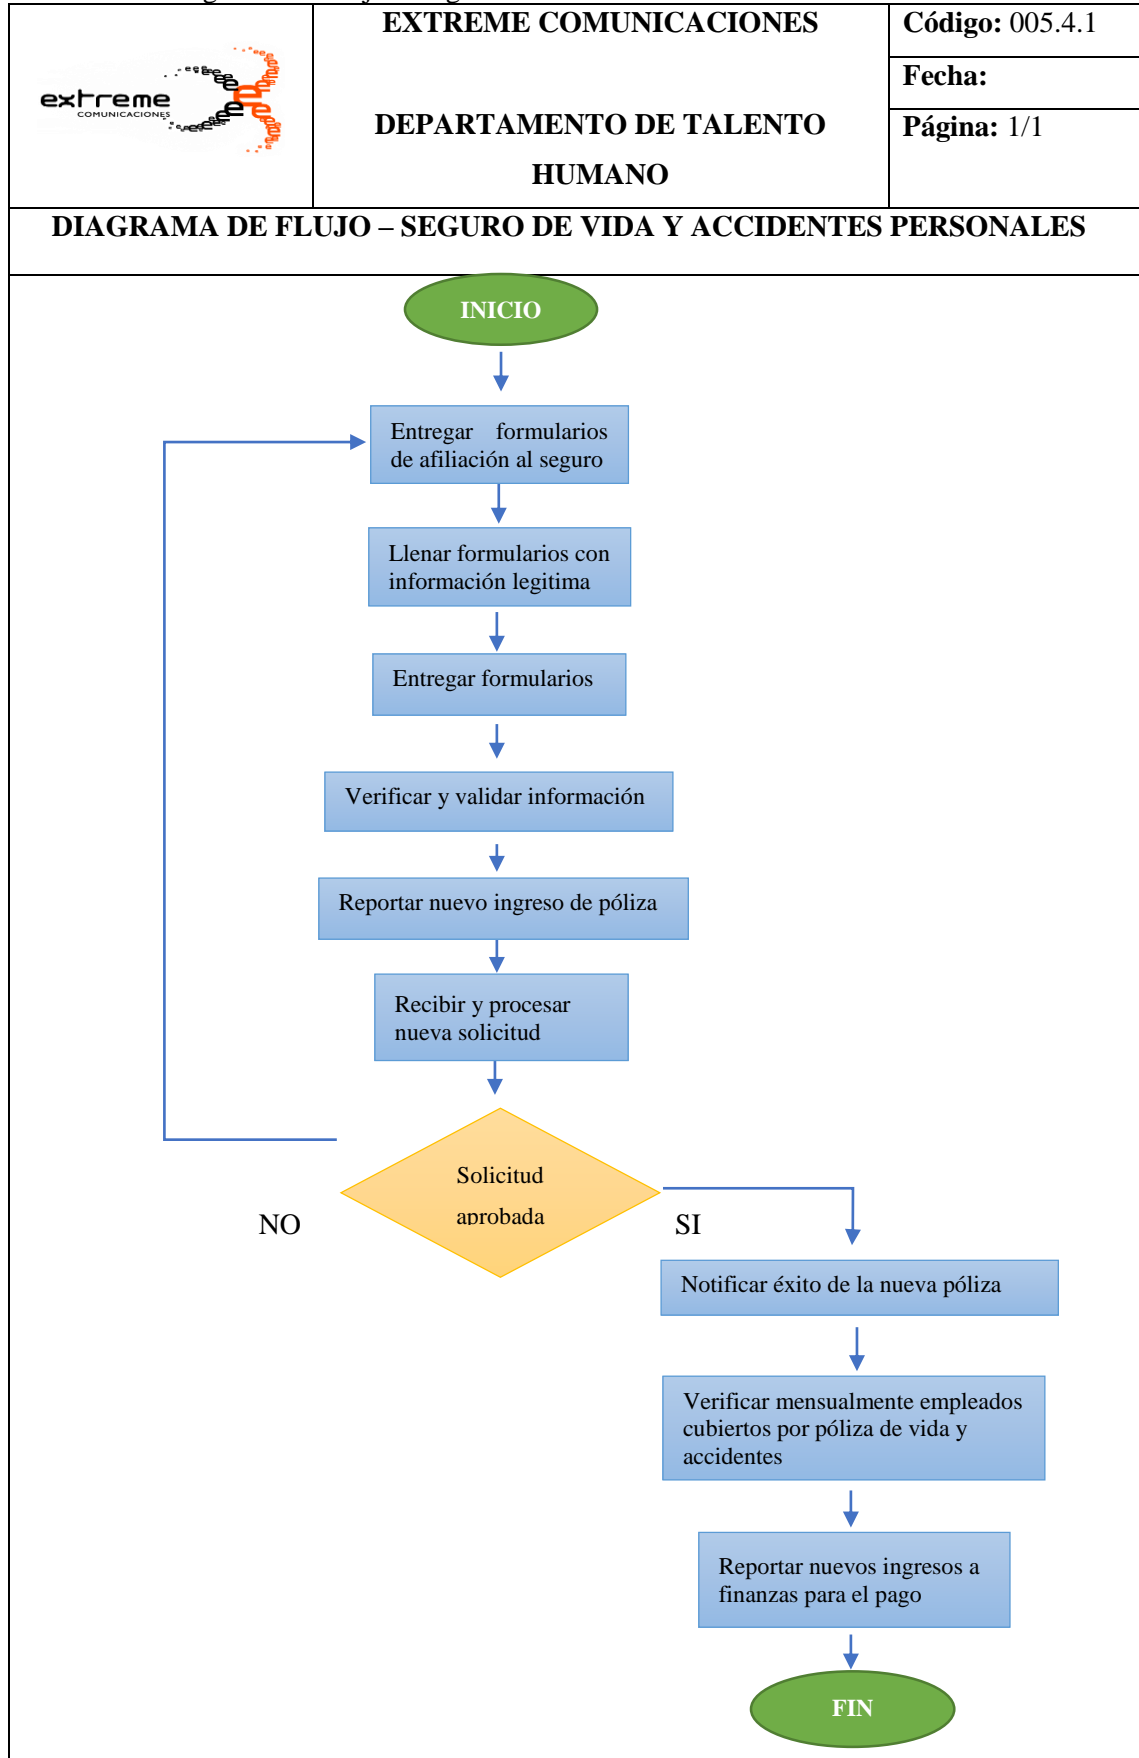 extreme
COMUNICACIONES
EXTREME COMUNICACIONES
DEPARTAMENTO DE TALENTO
HUMANO
Código: 005.4.1
Fecha:
Página: 1/1
DIAGRAMA DE FLUJO – SEGURO DE VIDA Y ACCIDENTES PERSONALES
INICIO
Entregar formularios
de afiliación al seguro
Llenar formularios con
información legitima
Entregar formularios
Verificar y validar información
Reportar nuevo ingreso de póliza
Recibir y procesar
nueva solicitud
Solicitud
aprobada
NO
SI
Notificar éxito de la nueva póliza
Verificar mensualmente empleados
cubiertos por póliza de vida y
accidentes
Reportar nuevos ingresos a
finanzas para el pago
FIN